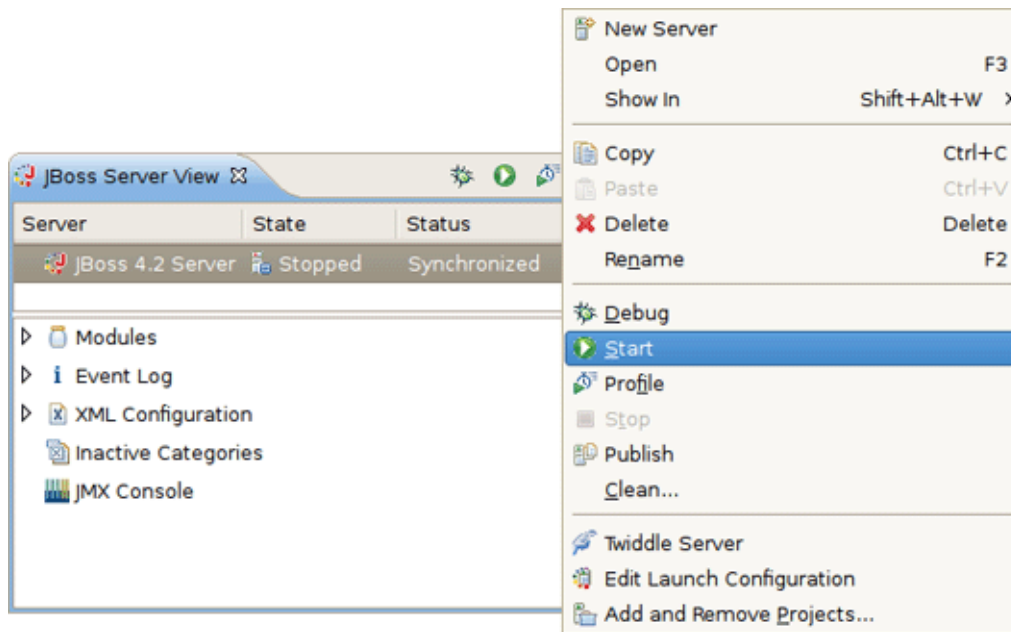 JBoss Server View
Server State Status
JBoss 4.2 Server Stopped Synchronized
Modules
Event Log
XML Configuration
Inactive Categories
JMX Console
New Server
Open F3
Show In Shift+Alt+W
Copy Ctrl+C
Paste Ctrl+V
Delete Delete
Rename F2
Debug
Start
Profile
Stop
Publish
Clean...
Twiddle Server
Edit Launch Configuration
Add and Remove Projects...